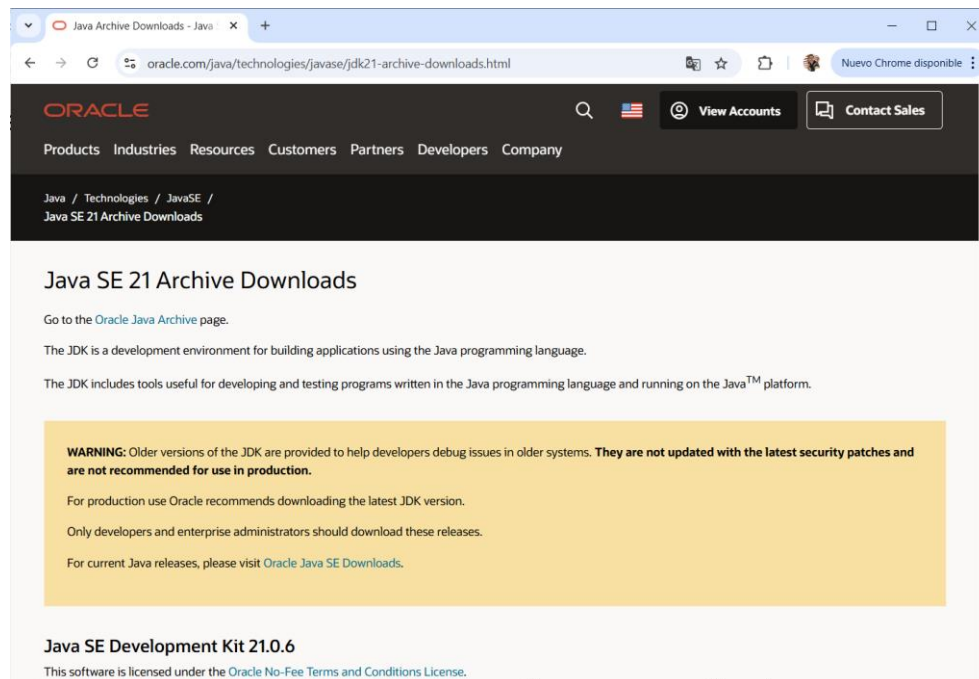 Java Archive Downloads - Java
oracle.com/java/technologies/javase/jdk21-archive-downloads.html
Nuevo Chrome disponible
ORACLE
View Accounts
Contact Sales
Products Industries Resources Customers Partners Developers Company
Java / Technologies / JavaSE /
Java SE 21 Archive Downloads
Java SE 21 Archive Downloads
Go to the Oracle Java Archive page.
The JDK is a development environment for building applications using the Java programming language.
The JDK includes tools useful for developing and testing programs written in the Java programming language and running on the Java™ platform.
WARNING: Older versions of the JDK are provided to help developers debug issues in older systems. They are not updated with the latest security patches and
are not recommended for use in production.
For production use Oracle recommends downloading the latest JDK version.
Only developers and enterprise administrators should download these releases.
For current Java releases, please visit Oracle Java SE Downloads.
Java SE Development Kit 21.0.6
This software is licensed under the Oracle No-Fee Terms and Conditions License.